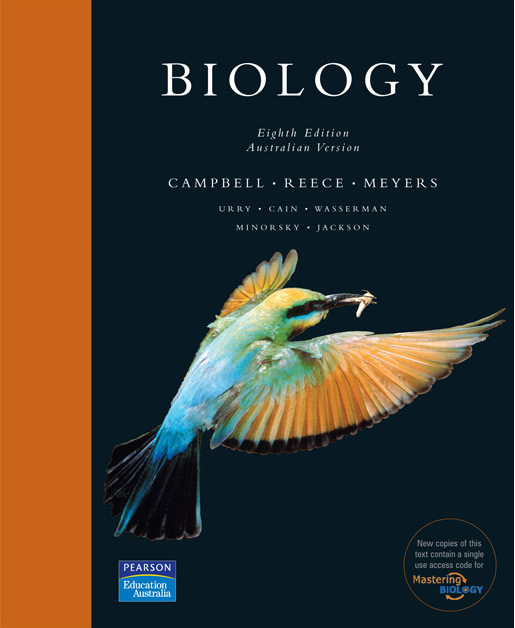 BIOLOGY
Eighth Edition
Australian Version
CAMPBELL • REECE • MEYERS
URRY • CAIN • WASSERMAN
MINORSKY • JACKSON
New copies of this
text contain a single
use access code for
Mastering
BIOLOGY
PEARSON
Education
Australia